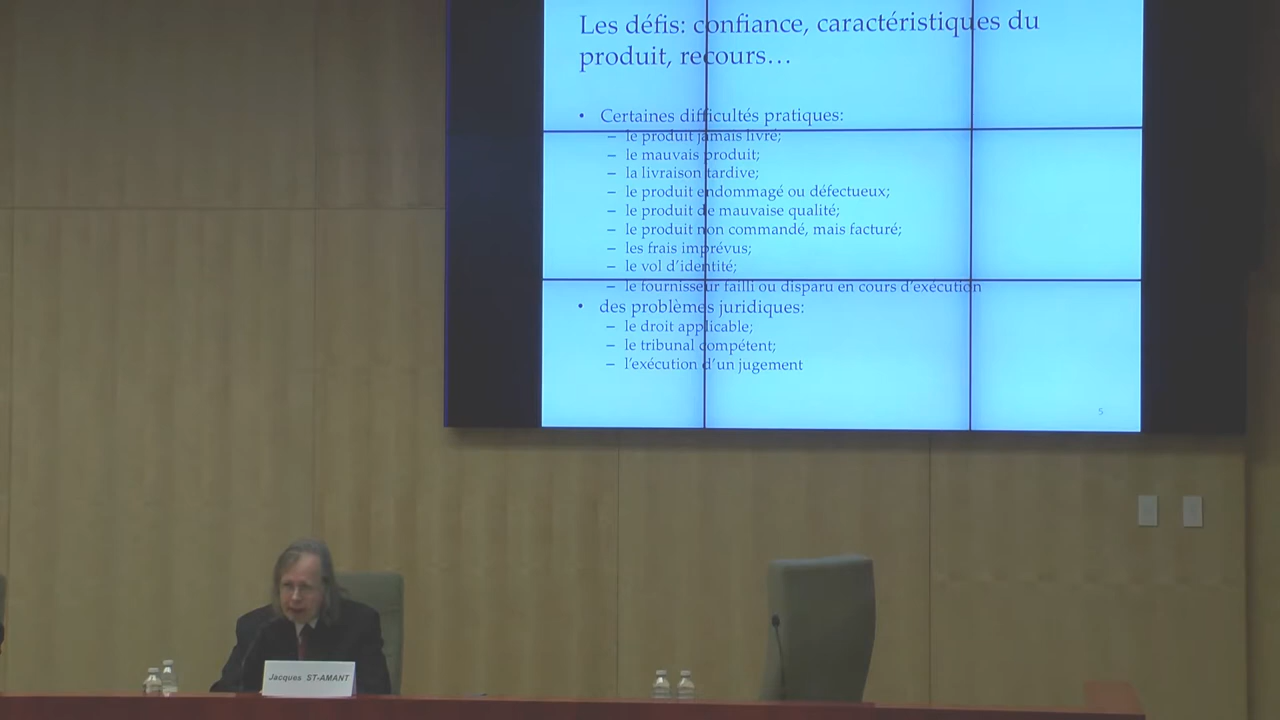 Les défis: confiance, caractéristiques du
produit, recours…
• Certaines difficultés pratiques:
– le produit jamais livré;
– le mauvais produit;
– la livraison tardive;
– le produit endommagé ou défectueux;
– le produit de mauvaise qualité;
– le produit non commandé, mais facturé;
– les frais imprévus;
– le vol d'identité;
– le fournisseur failli ou disparu en cours d'exécution
• des problèmes juridiques:
– le droit applicable;
– le tribunal compétent;
– l'exécution d'un jugement
5
Jacques ST-AMANT